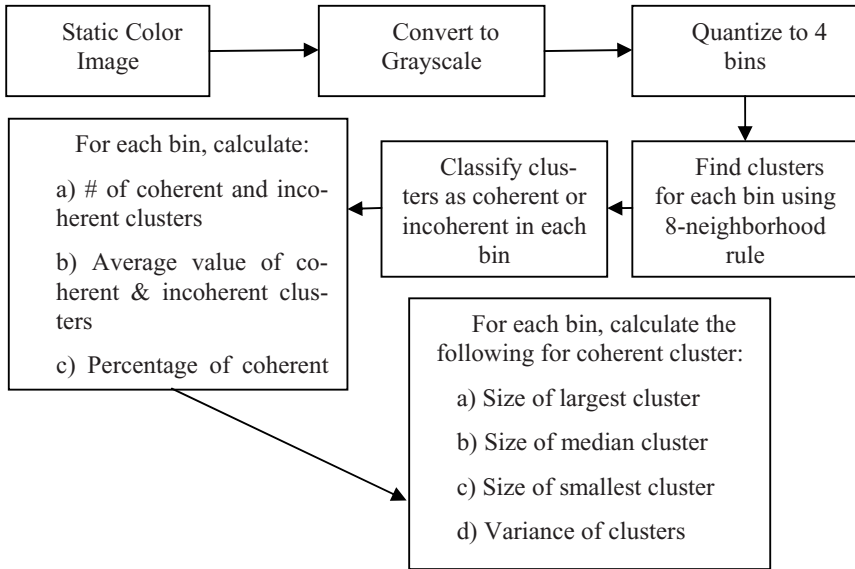 Static Color
Image
Convert to
Grayscale
Quantize to 4
bins
Find clusters
for each bin using
8-neighborhood
rule
Classify clus-
ters as coherent or
incoherent in each
bin
For each bin, calculate:
a) # of coherent and inco-
herent clusters
b) Average value of co-
herent & incoherent clus-
ters
c) Percentage of coherent
For each bin, calculate the
following for coherent cluster:
a) Size of largest cluster
b) Size of median cluster
c) Size of smallest cluster
d) Variance of clusters